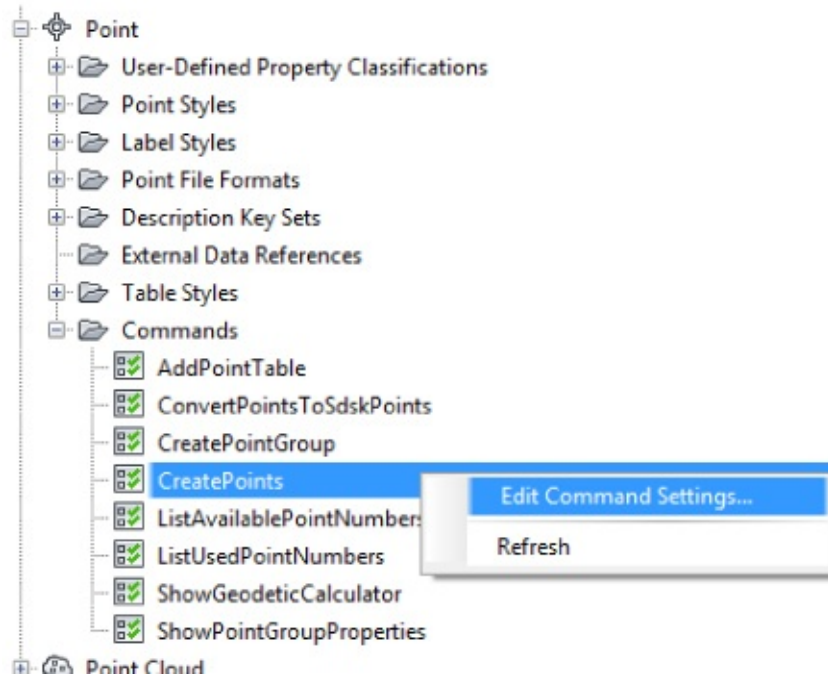 Point
User-Defined Property Classifications
Point Styles
Label Styles
Point File Formats
Description Key Sets
External Data References
Table Styles
Commands
AddPointTable
ConvertPointsToSdskPoints
CreatePointGroup
CreatePoints
Edit Command Settings...
ListAvailablePointNumbers
Refresh
ListUsedPointNumbers
ShowGeodeticCalculator
ShowPointGroupProperties
Point Cloud